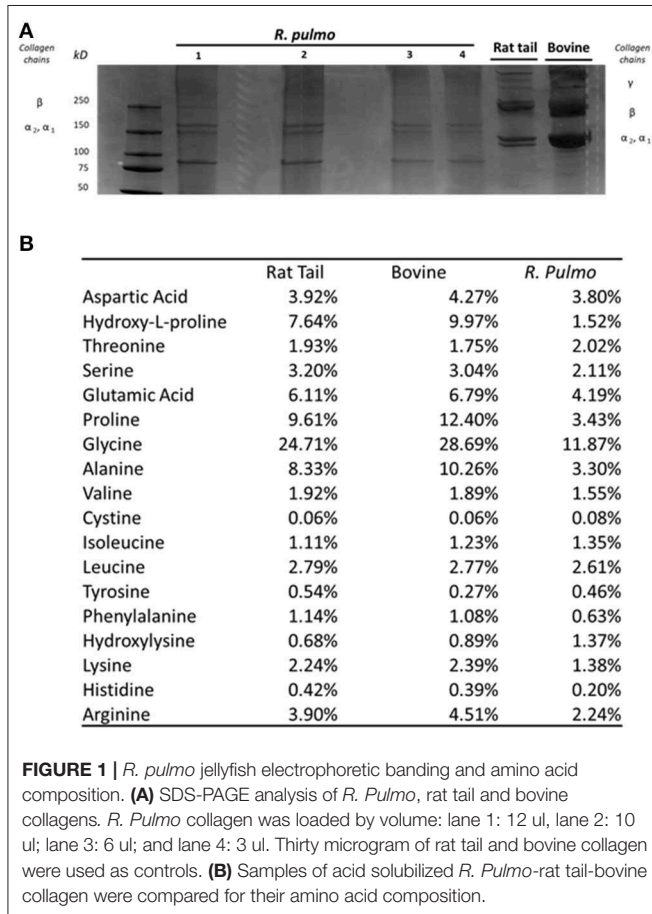 A
R. pulmo
Collagen chains kD 1 2 3 4 Rat tail Bovine Collagen chains
γ
β 250 β
α2, α1 150 α2, α1
100
75
50
B
Rat Tail Bovine R. Pulmo
Aspartic Acid 3.92% 4.27% 3.80%
Hydroxy-L-proline 7.64% 9.97% 1.52%
Threonine 1.93% 1.75% 2.02%
Serine 3.20% 3.04% 2.11%
Glutamic Acid 6.11% 6.79% 4.19%
Proline 9.61% 12.40% 3.43%
Glycine 24.71% 28.69% 11.87%
Alanine 8.33% 10.26% 3.30%
Valine 1.92% 1.89% 1.55%
Cystine 0.06% 0.06% 0.08%
Isoleucine 1.11% 1.23% 1.35%
Leucine 2.79% 2.77% 2.61%
Tyrosine 0.54% 0.27% 0.46%
Phenylalanine 1.14% 1.08% 0.63%
Hydroxylysine 0.68% 0.89% 1.37%
Lysine 2.24% 2.39% 1.38%
Histidine 0.42% 0.39% 0.20%
Arginine 3.90% 4.51% 2.24%
FIGURE 1 | R. pulmo jellyfish electrophoretic banding and amino acid
composition. (A) SDS-PAGE analysis of R. Pulmo, rat tail and bovine
collagens. R. Pulmo collagen was loaded by volume: lane 1: 12 ul, lane 2: 10
ul; lane 3: 6 ul; and lane 4: 3 ul. Thirty microgram of rat tail and bovine collagen
were used as controls. (B) Samples of acid solubilized R. Pulmo-rat tail-bovine
collagen were compared for their amino acid composition.